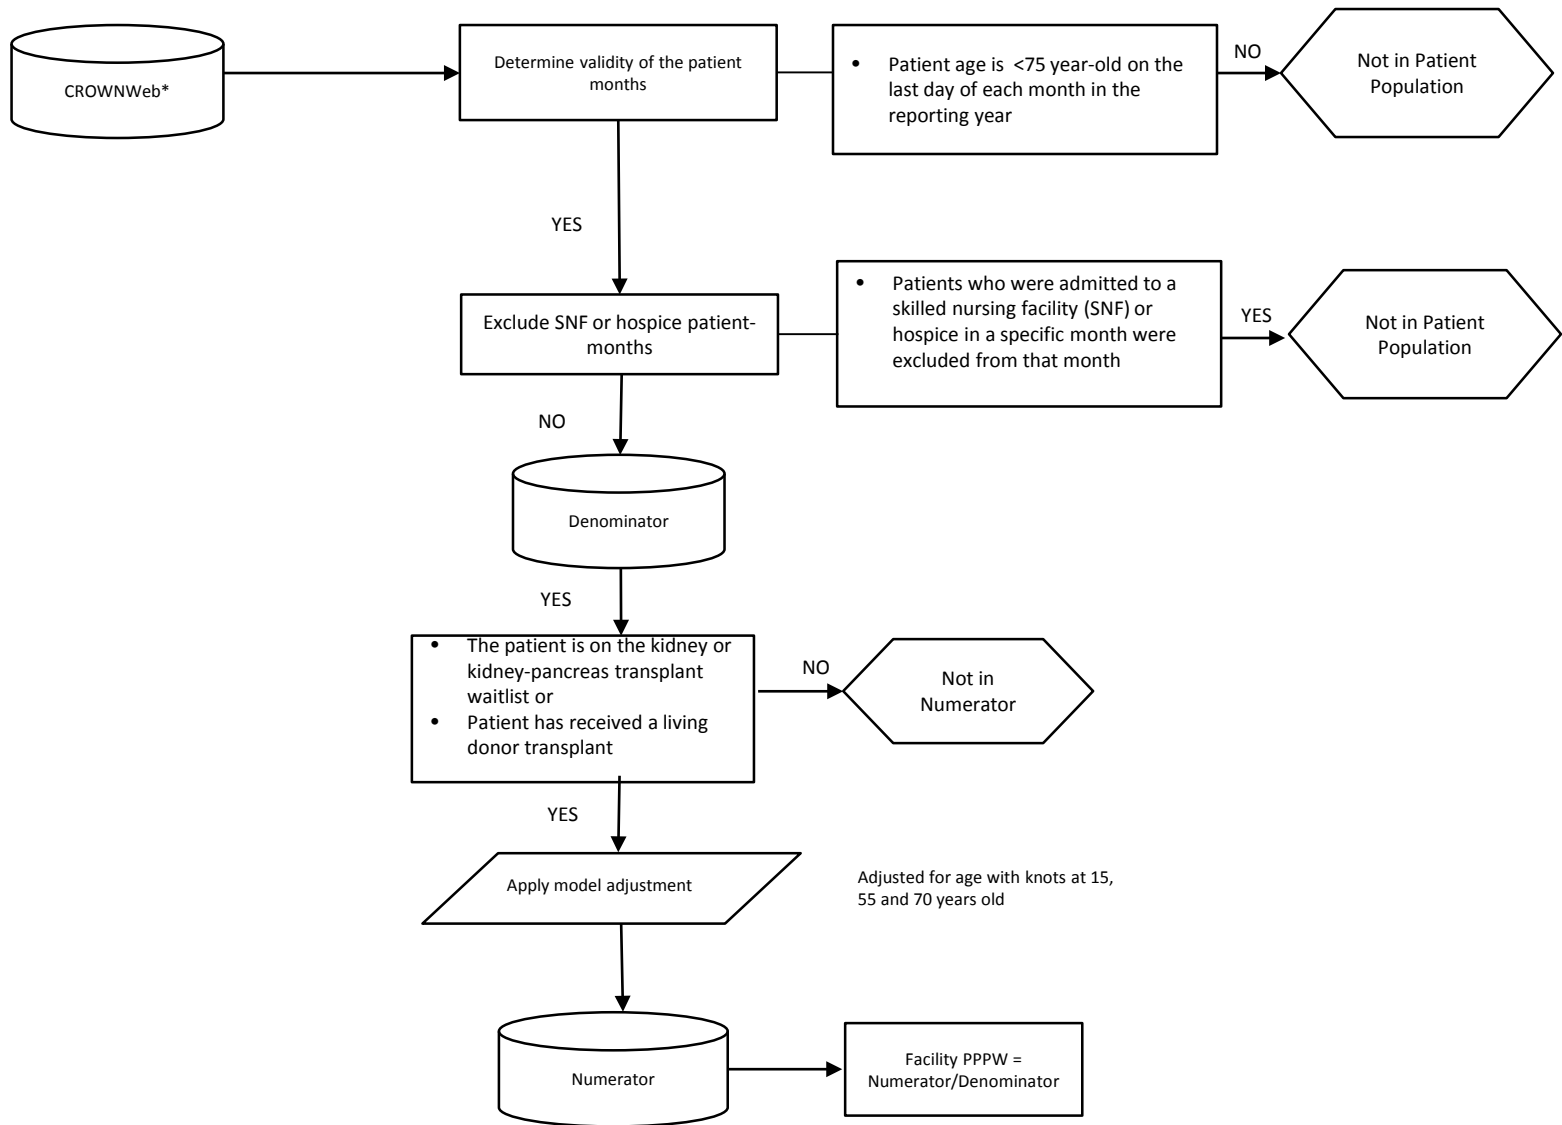 CROWNWeb*
Determine validity of the patient
months
• Patient age is <75 year-old on the
last day of each month in the
reporting year
NO
Not in Patient
Population
YES
Exclude SNF or hospice patient-
months
• Patients who were admitted to a
skilled nursing facility (SNF) or
hospice in a specific month were
excluded from that month
YES
Not in Patient
Population
NO
Denominator
YES
• The patient is on the kidney or
kidney-pancreas transplant
waitlist or
• Patient has received a living
donor transplant
NO
Not in
Numerator
YES
Apply model adjustment
Adjusted for age with knots at 15,
55 and 70 years old
Numerator
Facility PPPW =
Numerator/Denominator